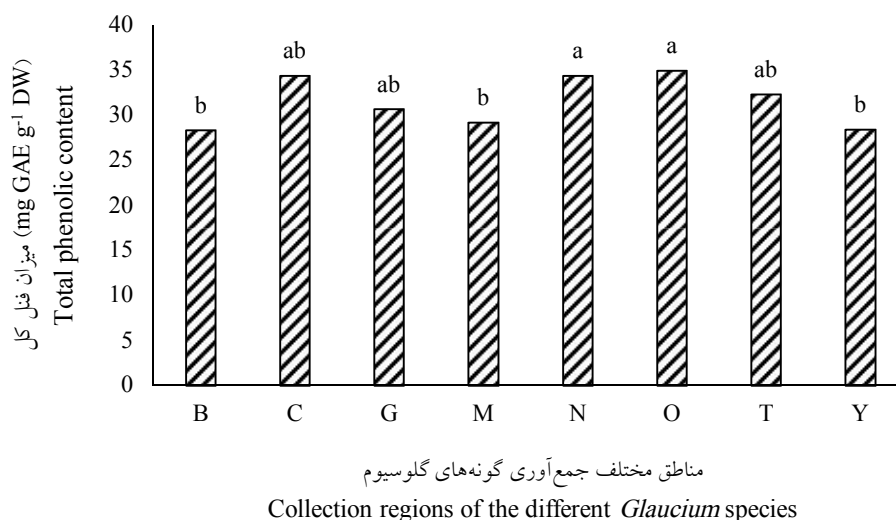 میزان فنل کل (mg GAE g-1 DW)
Total phenolic content
40
35
30
25
20
15
10
5
0
b
ab
ab
b
a
a
ab
b
B C G M N O T Y
مناطق مختلف جمع‌آوری گونه‌های گلوسیوم
Collection regions of the different Glaucium species